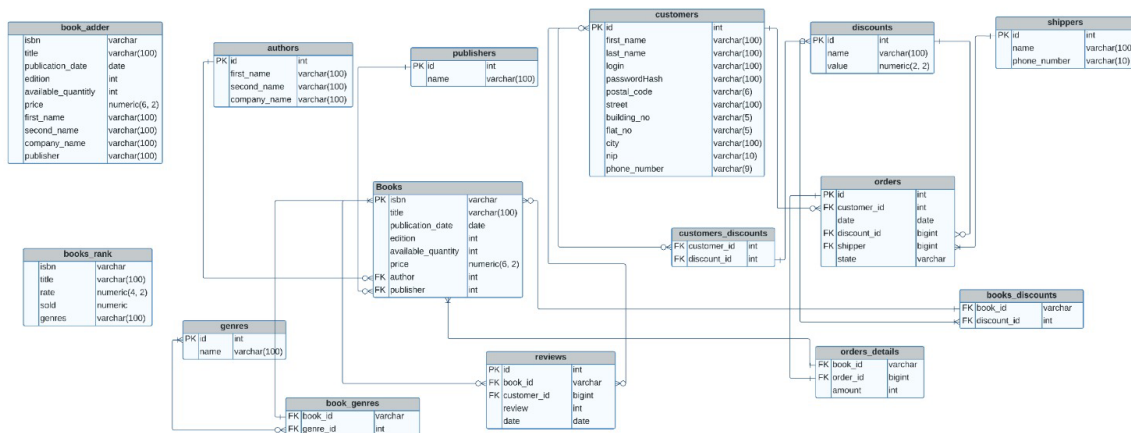 book_adder
isbn varchar
title varchar(100)
publication_date date
edition int
available_quantity int
price numeric(6, 2)
first_name varchar(100)
second_name varchar(100)
company_name varchar(100)
publisher varchar(100)
authors
PK id int
first_name varchar(100)
second_name varchar(100)
company_name varchar(100)
publishers
PK id int
name varchar(100)
customers
PK id int
first_name varchar(100)
last_name varchar(100)
login varchar(100)
passwordHash varchar(100)
postal_code varchar(6)
street varchar(100)
building_no varchar(5)
flat_no varchar(5)
city varchar(100)
nip varchar(10)
phone_number varchar(9)
discounts
PK id int
name varchar(100)
value numeric(2, 2)
shippers
PK id int
name varchar(100)
phone_number varchar(10)
Books
PK isbn varchar
title varchar(100)
publication_date date
edition int
available_quantity int
price numeric(6, 2)
FK author int
FK publisher int
orders
PK id int
FK customer_id int
date date
FK discount_id bigint
FK shipper bigint
state varchar
customers_discounts
FK customer_id int
FK discount_id int
books_rank
isbn varchar
title varchar(100)
rate numeric(4, 2)
sold numeric
genres varchar(100)
books_discounts
FK book_id varchar
FK discount_id int
genres
PK id int
name varchar(100)
reviews
PK id int
FK book_id varchar
FK customer_id bigint
review int
date date
orders_details
FK book_id varchar
FK order_id bigint
amount int
book_genres
FK book_id varchar
FK genre_id int